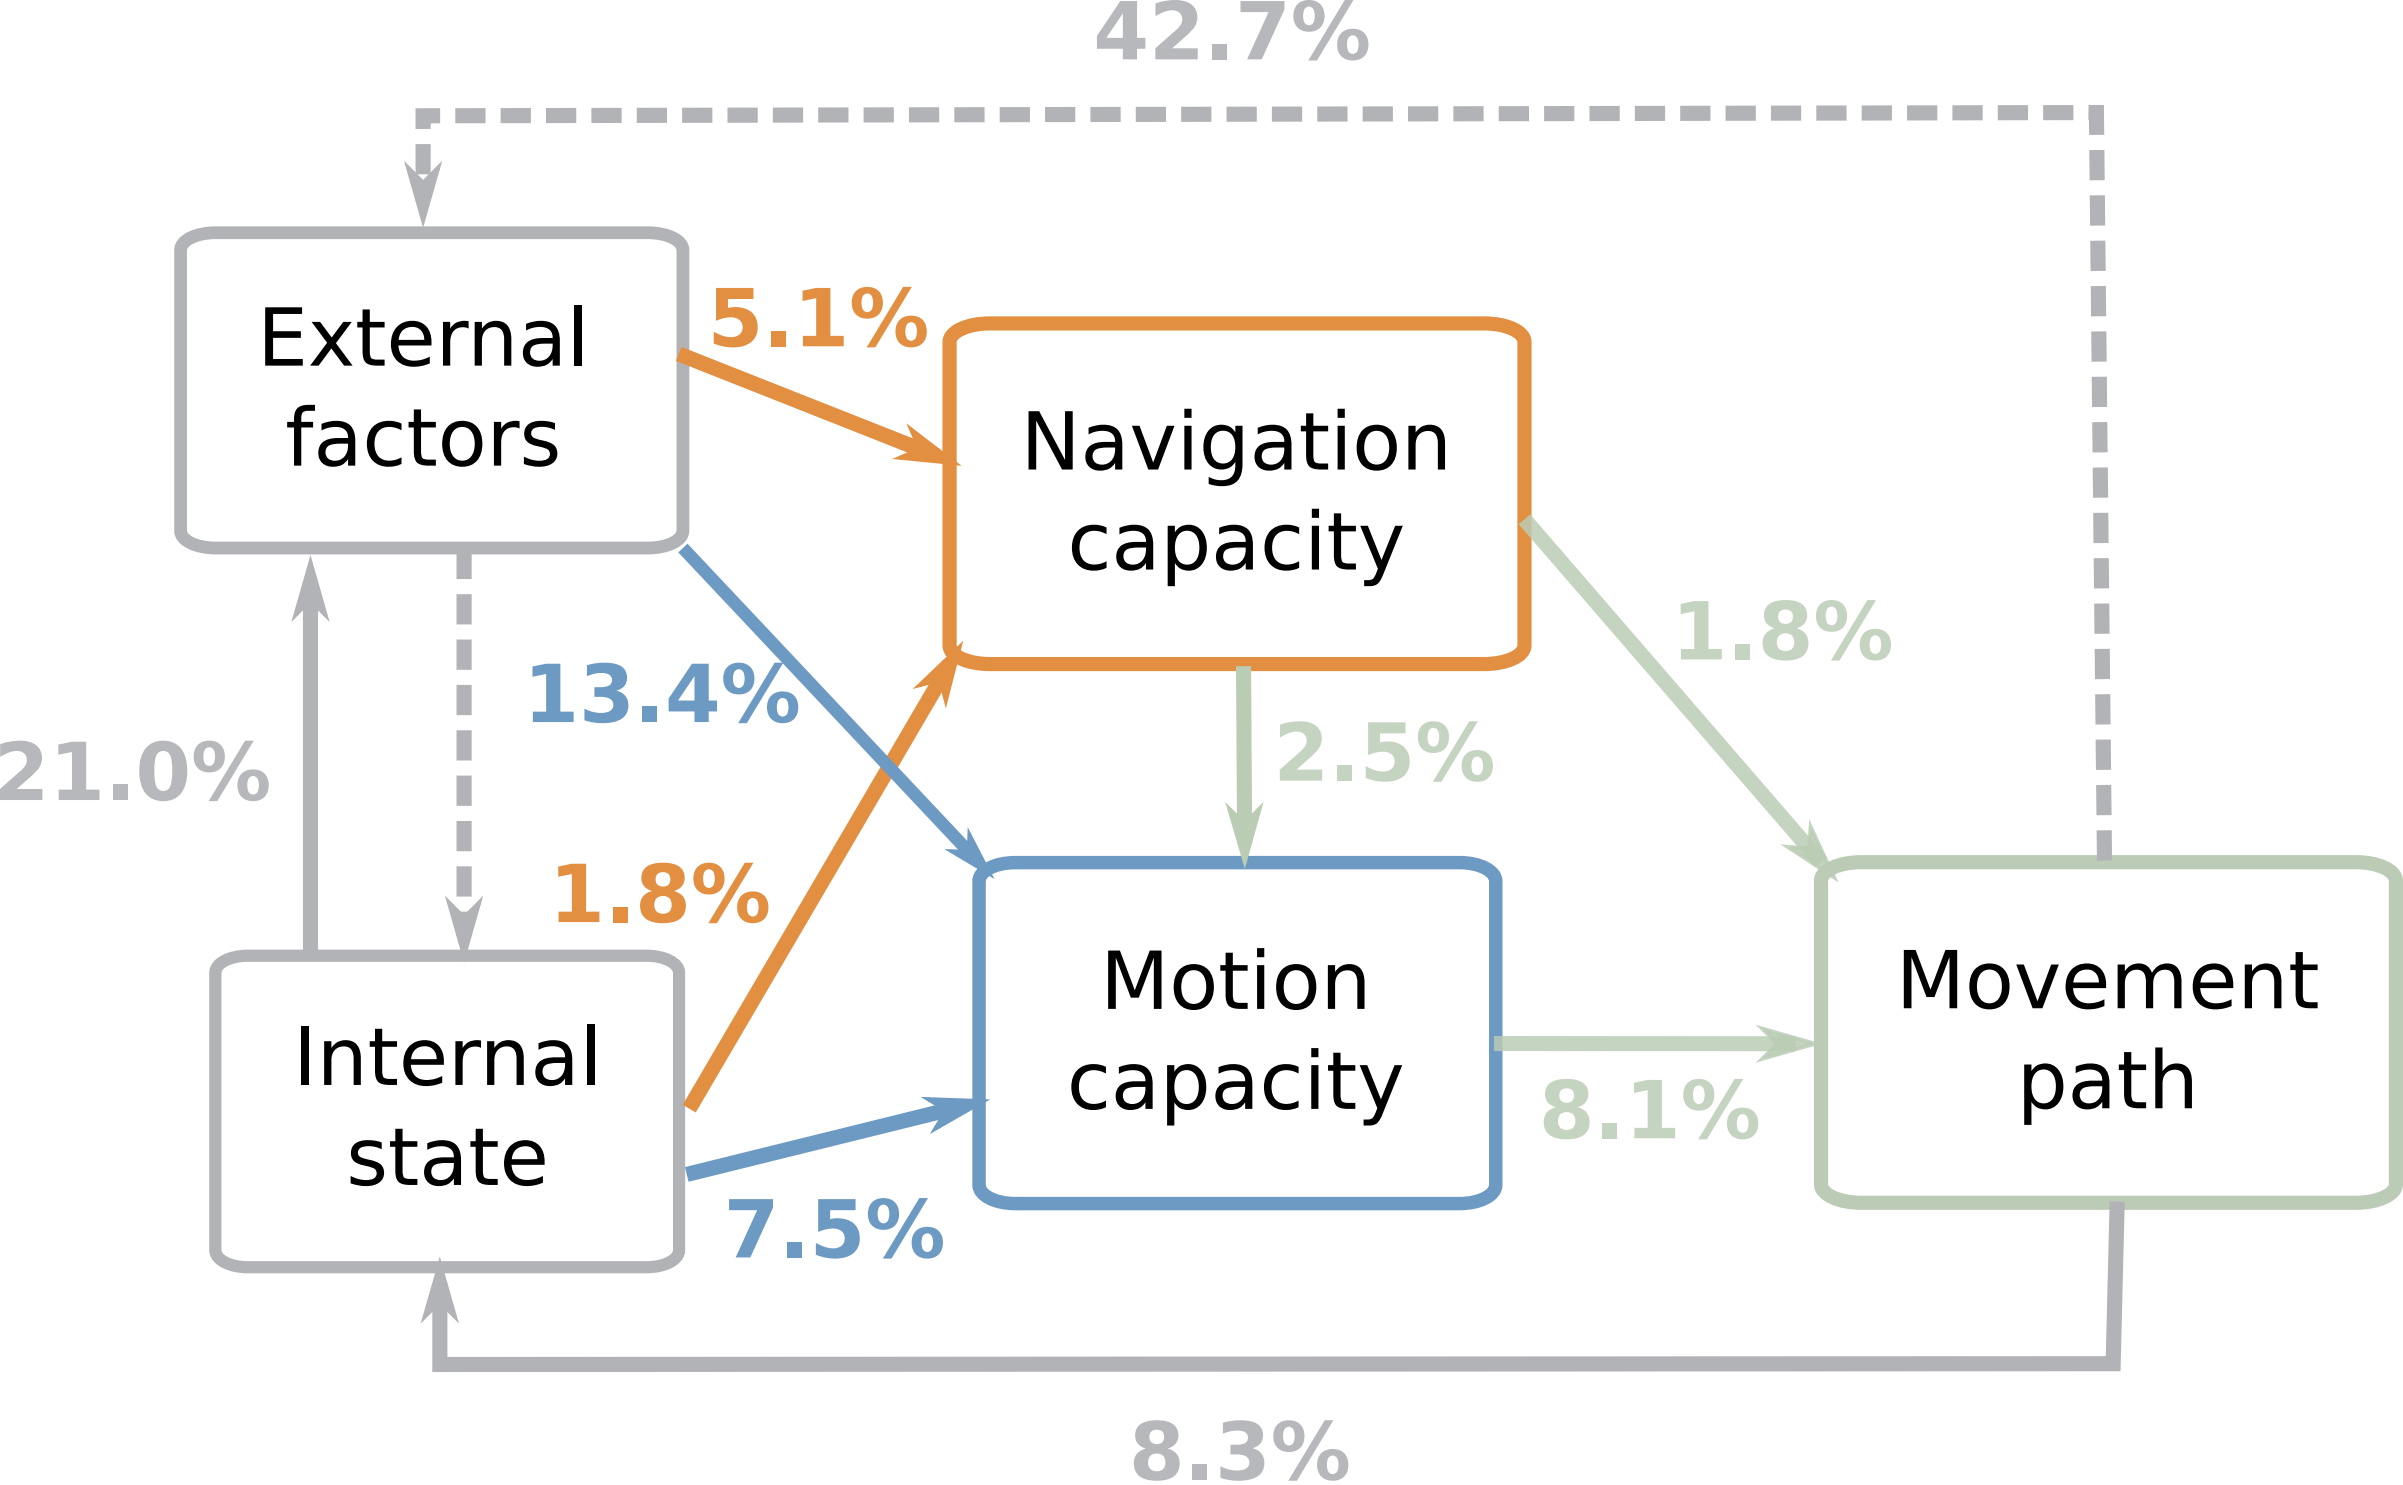 42.7%
External
factors
5.1%
Navigation
capacity
1.8%
13.4%
2.5%
21.0%
1.8%
Internal
state
Motion
capacity
Movement
path
8.1%
7.5%
8.3%